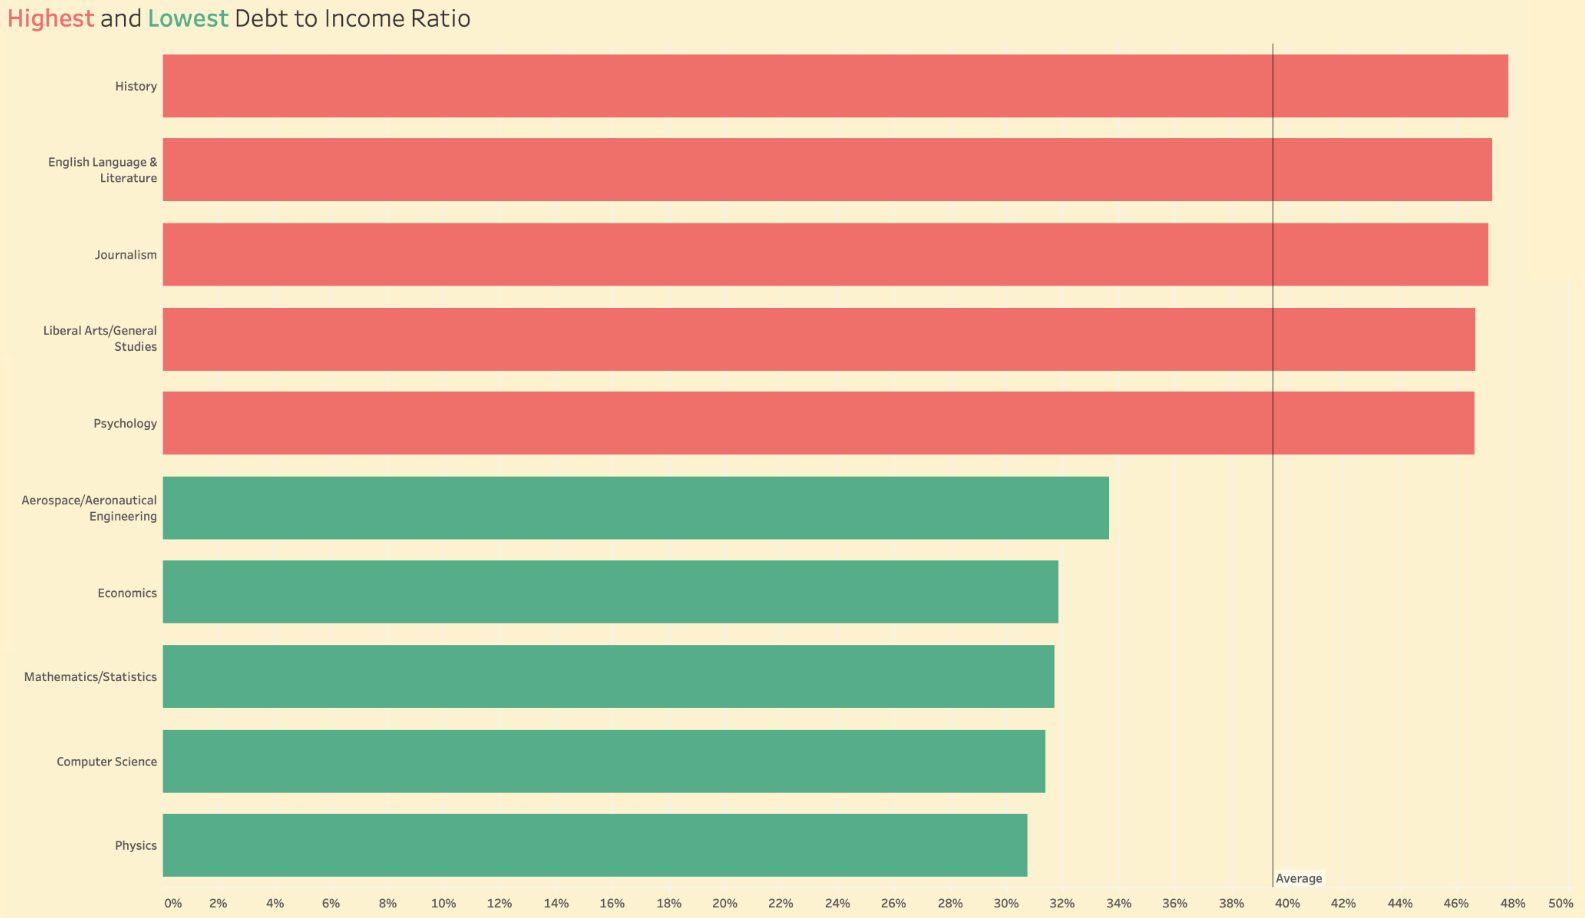 Highest and Lowest Debt to Income Ratio
History
English Language &
Literature
Journalism
Liberal Arts/General
Studies
Psychology
Aerospace/Aeronautical
Engineering
Economics
Mathematics/Statistics
Computer Science
Physics
Average
0% 2% 4% 6% 8% 10% 12% 14% 16% 18% 20% 22% 24% 26% 28% 30% 32% 34% 36% 38% 40% 42% 44% 46% 48% 50%